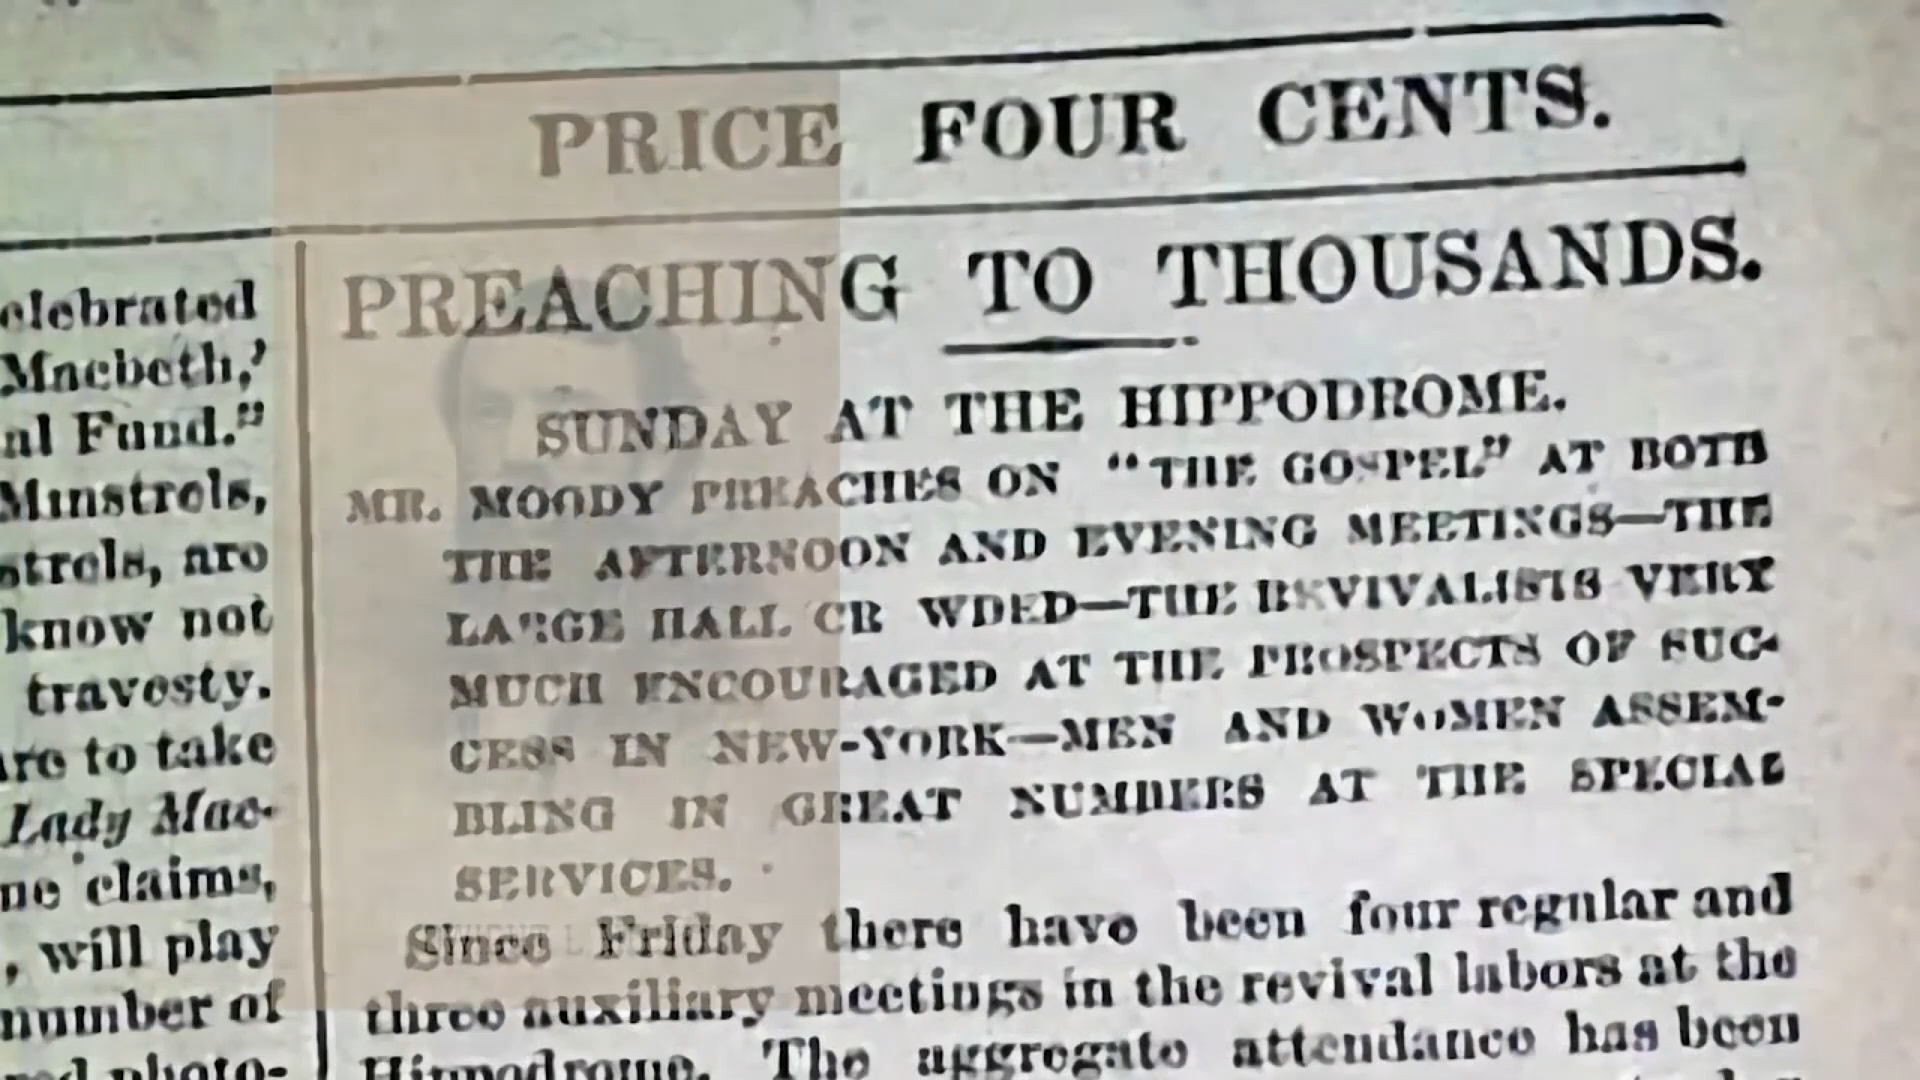 PRICE FOUR CENTS.
elebrated
Macbeth,'
al Fund."
Minstrels,
strels, are
know not
travesty.
are to take
Lady Mac-
ne claims,
, will play
number of
photo-
PREACHING TO THOUSANDS.
SUNDAY AT THE HIPPODROME.
MR. MOODY PREACHES ON "THE GOSPEL" AT BOTH
THE AFTERNOON AND EVENING MEETINGS—THE
LARGE HALL CR WDED—THE REVIVALISTS VERY
MUCH ENCOURAGED AT THE PROSPECTS OF SUC-
CESS IN NEW-YORK—MEN AND WOMEN ASSEM-
BLING IN GREAT NUMBERS AT THE SPECIAL
SERVICES.
Since Friday there have been four regular and
three auxiliary meetings in the revival labors at the
Hippodrome. The aggregate attendance has been